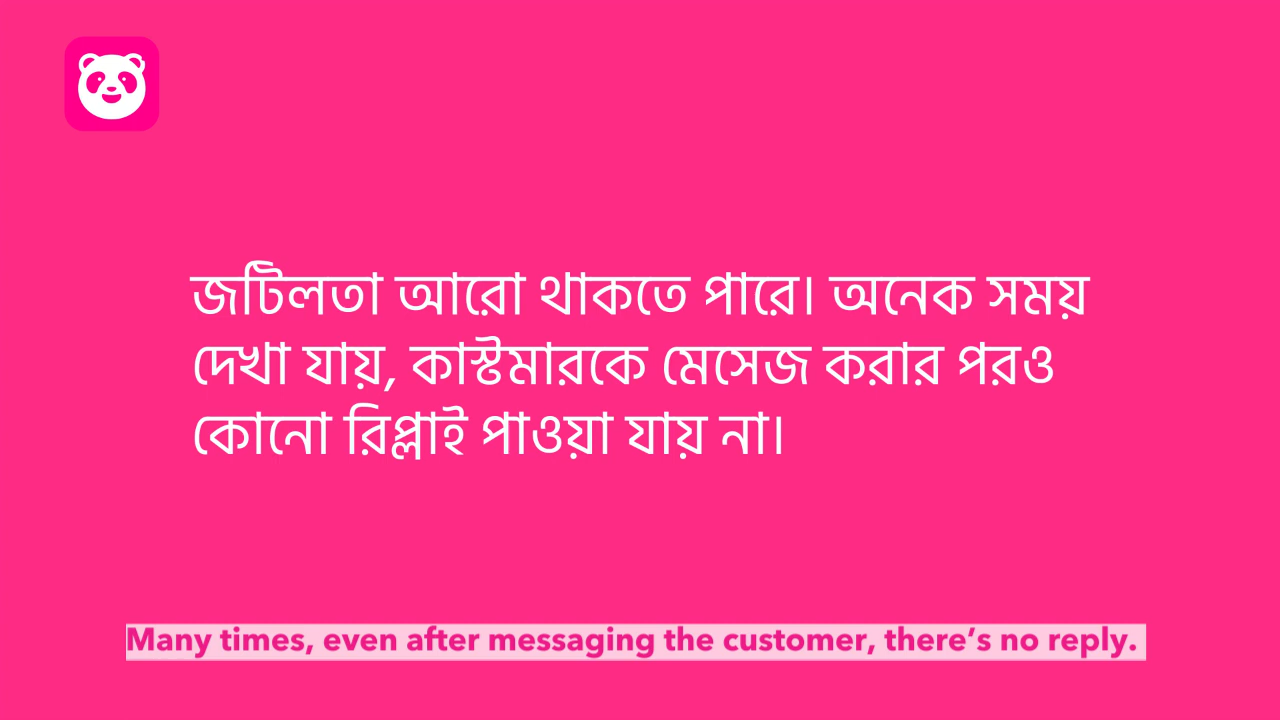 জটিলতা আরো থাকতে পারে। অনেক সময়
দেখা যায়, কাস্টমারকে মেসেজ করার পরও
কোনো রিপ্লাই পাওয়া যায় না।
Many times, even after messaging the customer, there’s no reply.